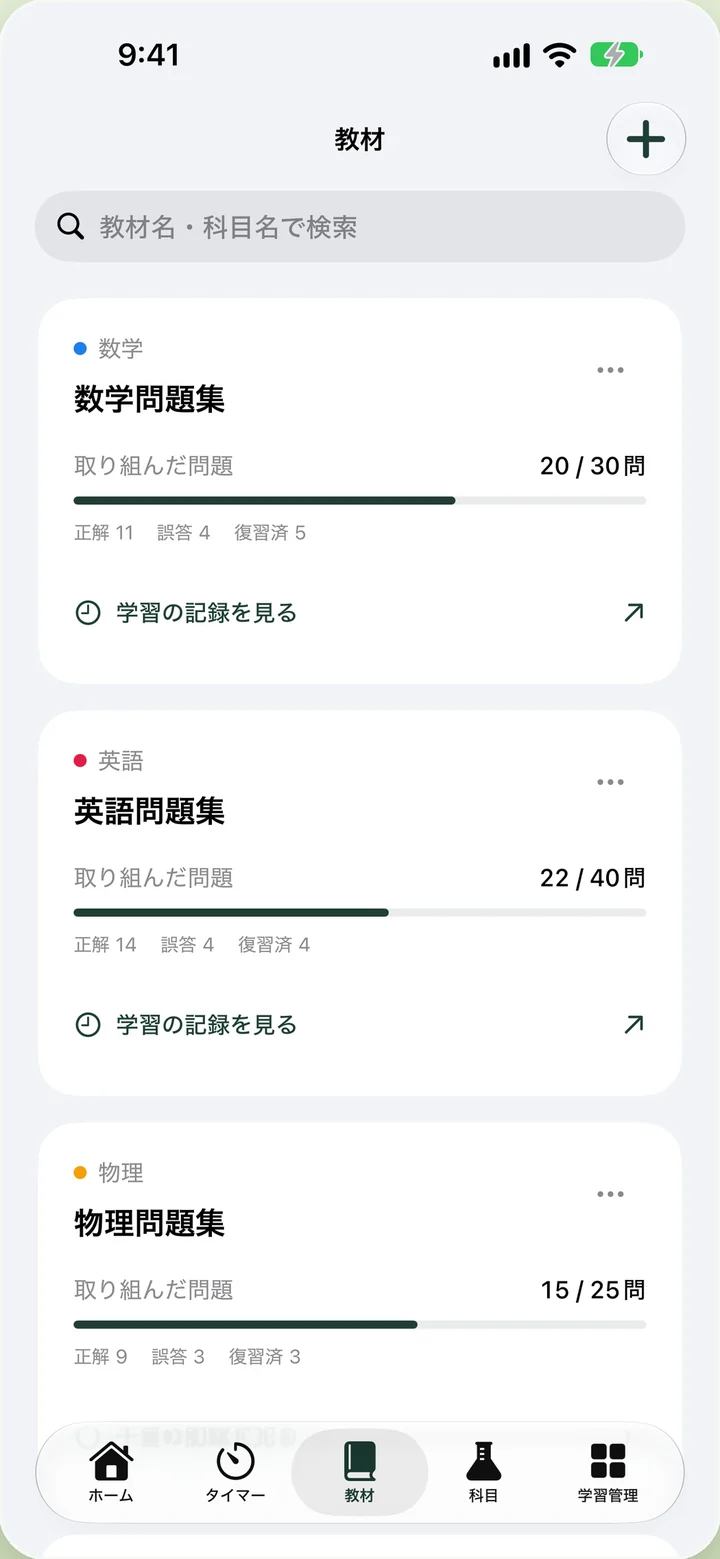 9:41
教材
教材名・科目名で検索
数学
数学問題集
取り組んだ問題 20 / 30問
正解 11 誤答 4 復習済 5
学習の記録を見る
英語
英語問題集
取り組んだ問題 22 / 40問
正解 14 誤答 4 復習済 4
学習の記録を見る
物理
物理問題集
取り組んだ問題 15 / 25問
正解 9 誤答 3 復習済 3
ホーム タイマー 教材 科目 学習管理